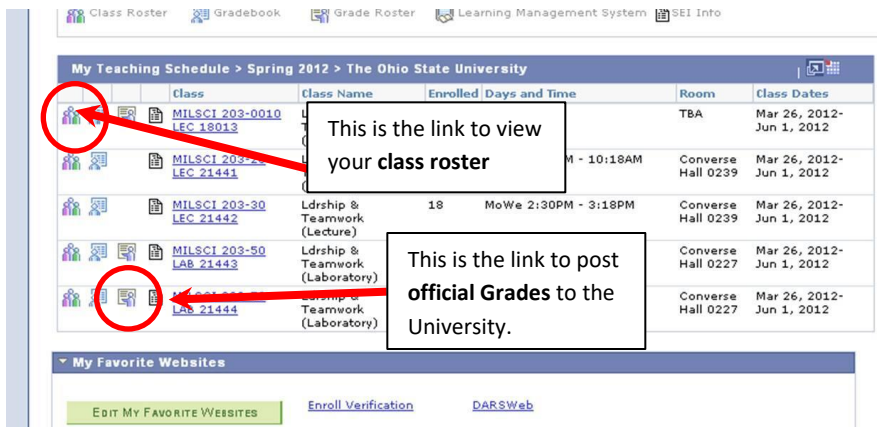 Class Roster Gradebook Grade Roster Learning Management System SEI Info
My Teaching Schedule > Spring 2012 > The Ohio State University
Class Class Name Enrolled Days and Time Room Class Dates
MILSCI 203-0010 TBA Mar 26, 2012-
LEC 18013 Jun 1, 2012
This is the link to view
your class roster
MILSCI - 10:18AM Converse Mar 26, 2012-
LEC 21441 Hall 0239 Jun 1, 2012
MILSCI 203-30 Ldrship & 18 MoWe 2:30PM - 3:18PM Converse Mar 26, 2012-
LEC 21442 Teamwork Hall 0239 Jun 1, 2012
(Lecture)
MILSCI 203-50 Ldrship & Converse Mar 26, 2012-
LAB 21443 Teamwork Hall 0227 Jun 1, 2012
(Laboratory)
This is the link to post
official Grades to the
University.
Converse Mar 26, 2012-
LAB 21444 Teamwork Hall 0227 Jun 1, 2012
(Laboratory)
My Favorite Websites
EDIT MY FAVORITE WEBSITES Enroll Verification DARSWeb